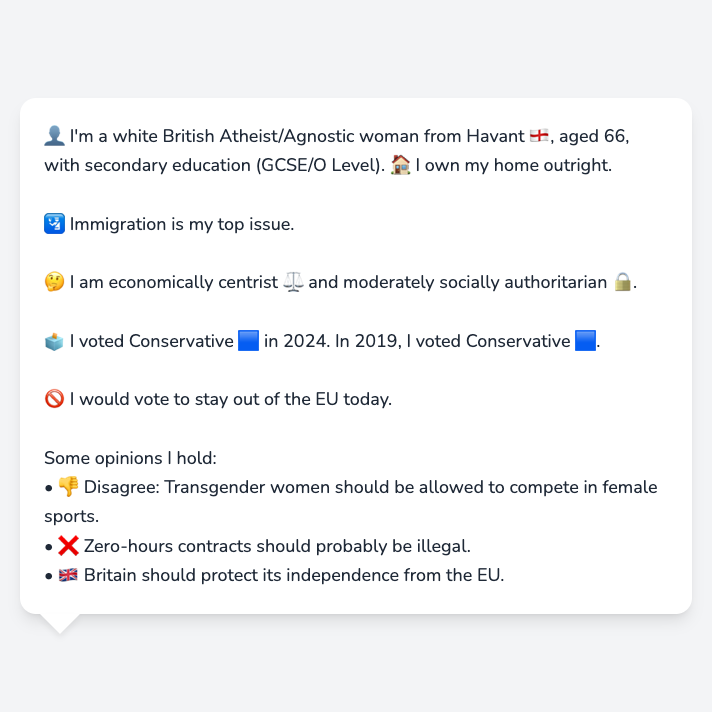 👤 I'm a white British Atheist/Agnostic woman from Havant 🏴󠁧󠁢󠁥󠁮󠁧󠁿, aged 66,
with secondary education (GCSE/O Level). 🏠 I own my home outright.
🛂 Immigration is my top issue.
🤔 I am economically centrist ⚖️ and moderately socially authoritarian 🔒.
🗳️ I voted Conservative 🟦 in 2024. In 2019, I voted Conservative 🟦.
🚫 I would vote to stay out of the EU today.
Some opinions I hold:
• 👎 Disagree: Transgender women should be allowed to compete in female
sports.
• ❌ Zero-hours contracts should probably be illegal.
• 🇬🇧 Britain should protect its independence from the EU.